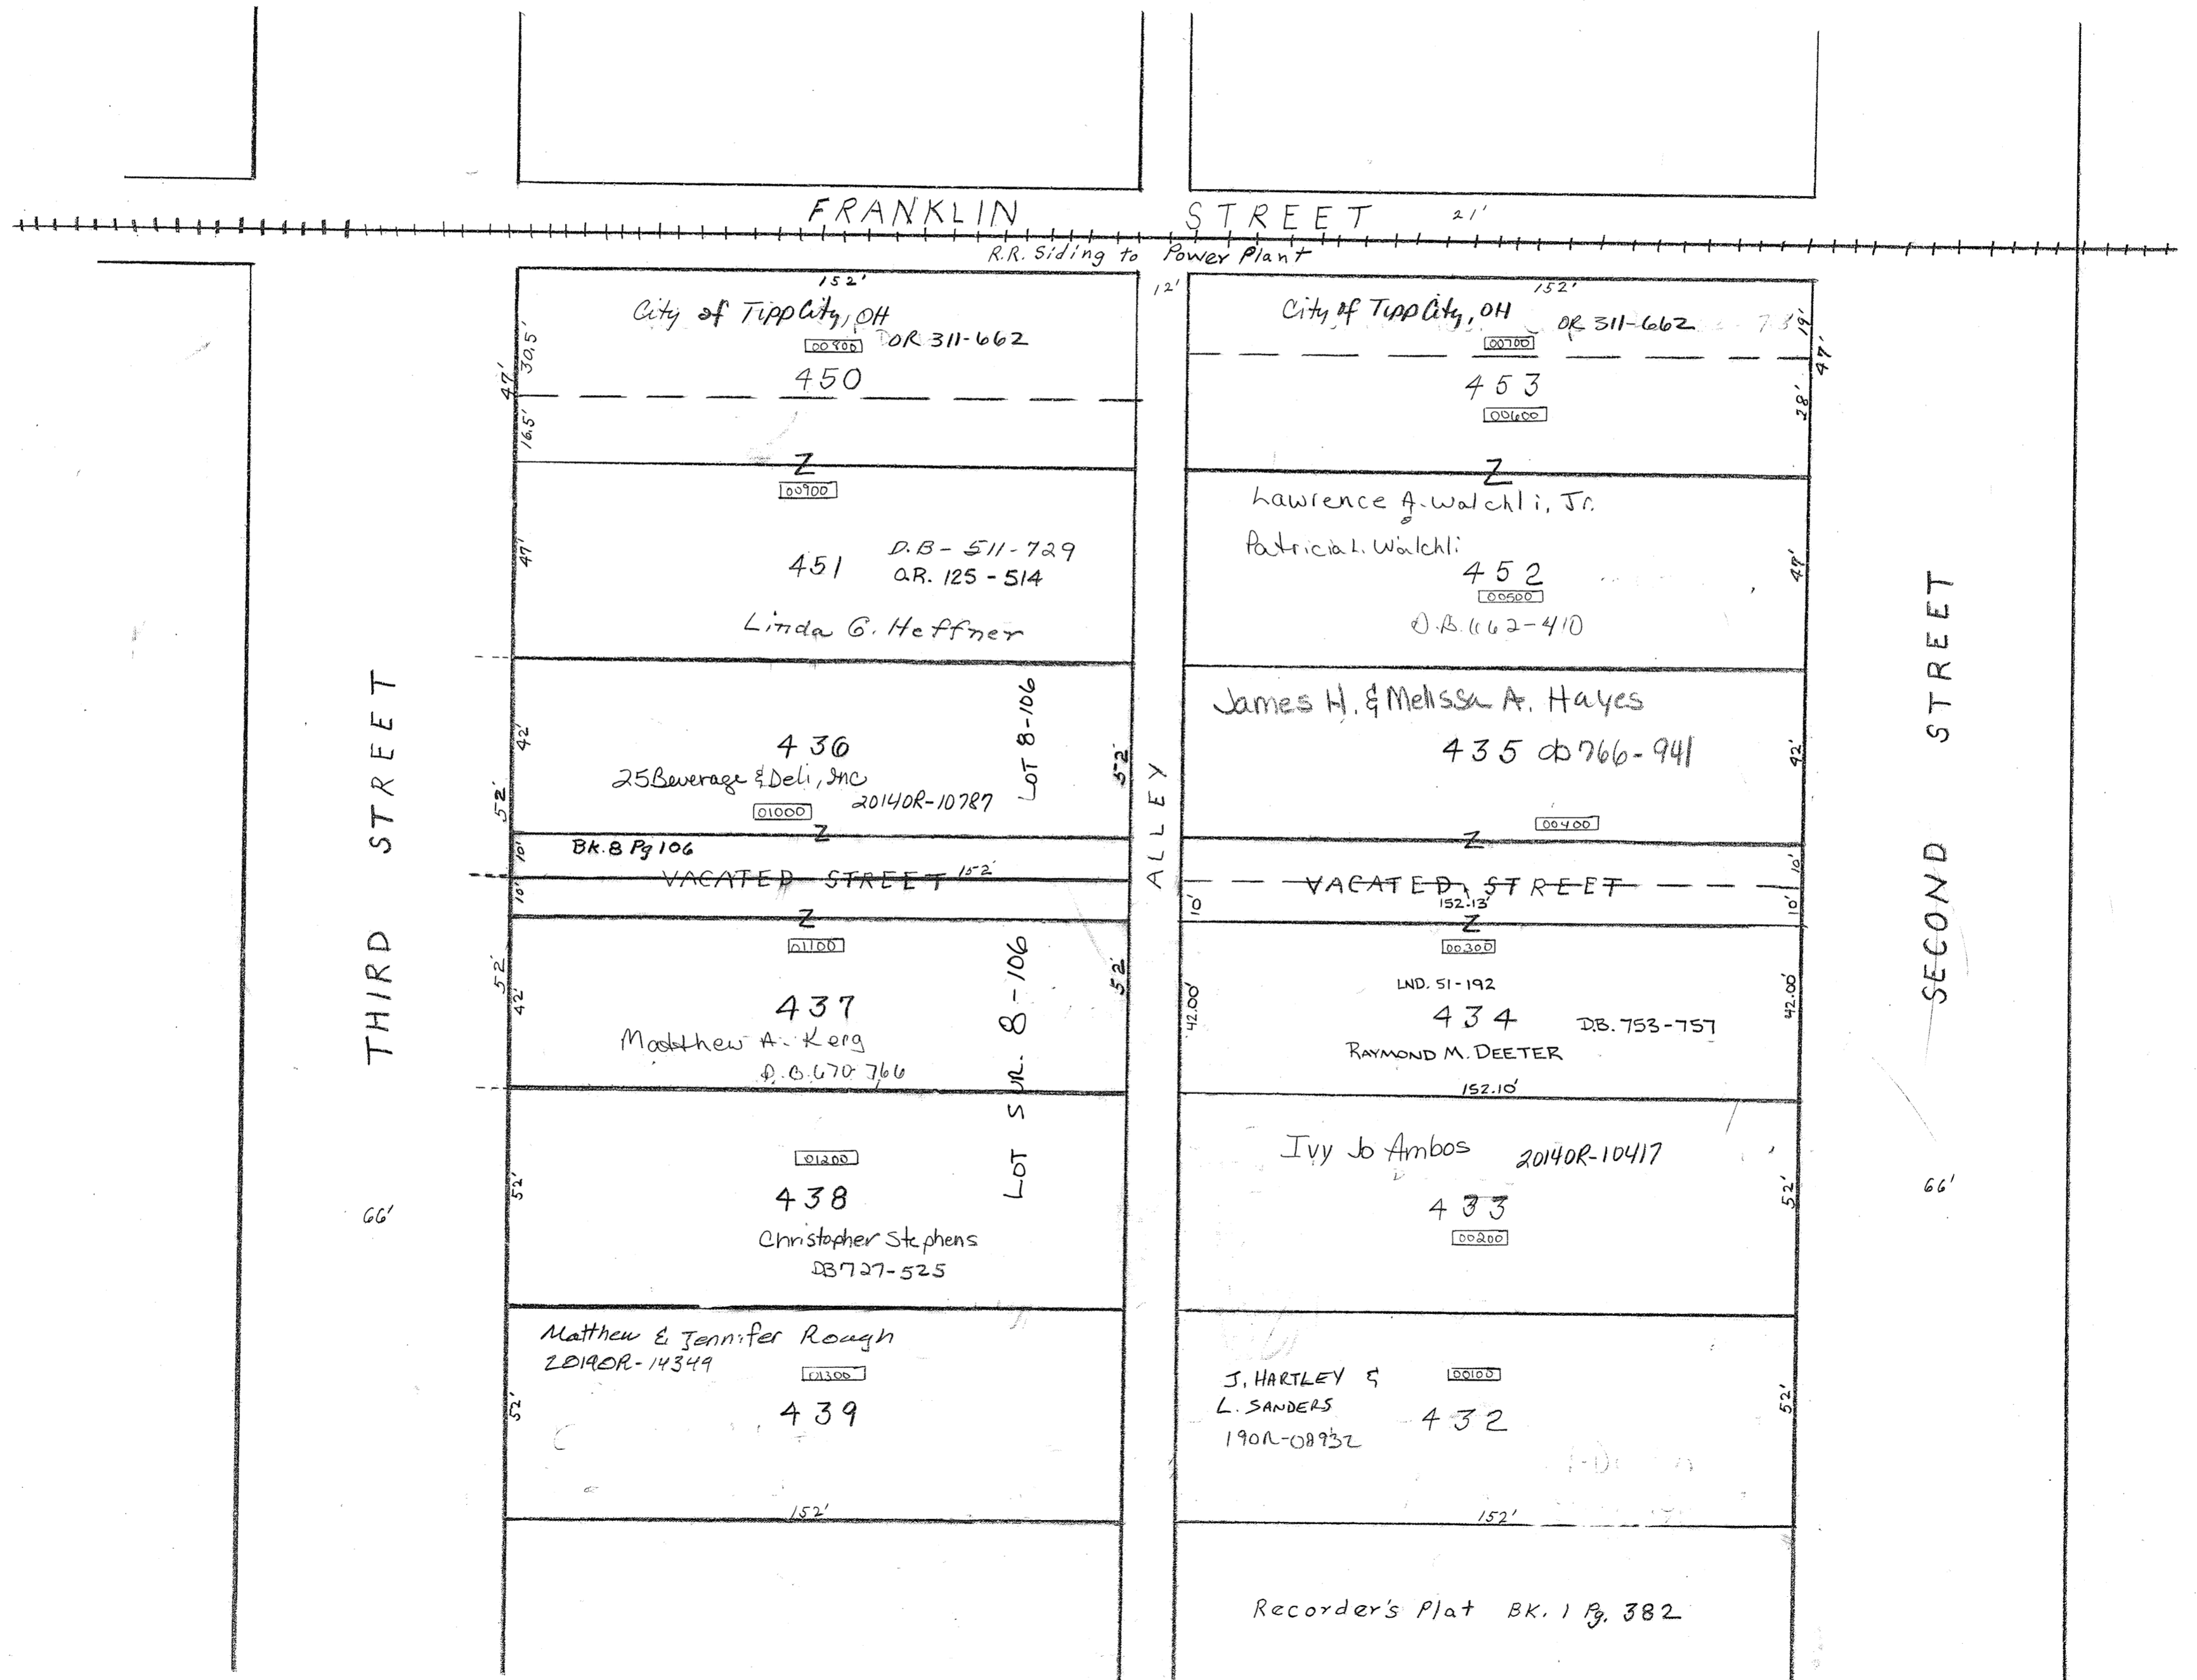 FRANKLIN STREET 21'
R.R. Siding to Power Plant
152'
City of Tipp City, OH
OR 311-662
00800
450
30.5'
47'
16.5'
Z
00900
47'
451
D.B - 511-729
O.R. 125-514
Linda G. Heffner
42'
436
25 Beverage & Deli, Inc
2014OR-10787
01000
LOT 8-106
52'
52'
Z
10'
BK.8 Pg 106
VACATED STREET 152'
10'
Z
01100
52'
42'
437
Matthew A. Kerg
D.B. 670-766
LOT SUR. 8-106
52'
01200
438
52'
Christopher Stephens
DB727-525
Matthew & Jennifer Rough
2019OR-14349
01300
439
52'
152'
THIRD STREET
66'
12'
ALLEY
152'
City of Tipp City, OH
OR 311-662
00700
19'
47'
453
28'
00600
Z
Lawrence A. Walchli, Jr.
&
Patricia L. Walchli
452
47'
00500
D.B. 662-410
James H. & Melissa A. Hayes
435 db 766-941
42'
00400
Z
10'
VACATED STREET
152.13'
10'
10'
Z
00300
LND. 51-192
434
D.B. 753-757
42.00'
42.00'
RAYMOND M. DEETER
152.10'
Ivy Jo Ambos
2014OR-10417
433
52'
00200
J. HARTLEY &
L. SANDERS
19OR-08932
00100
432
52'
152'
Recorder's Plat BK. 1 Pg. 382
SECOND STREET
66'